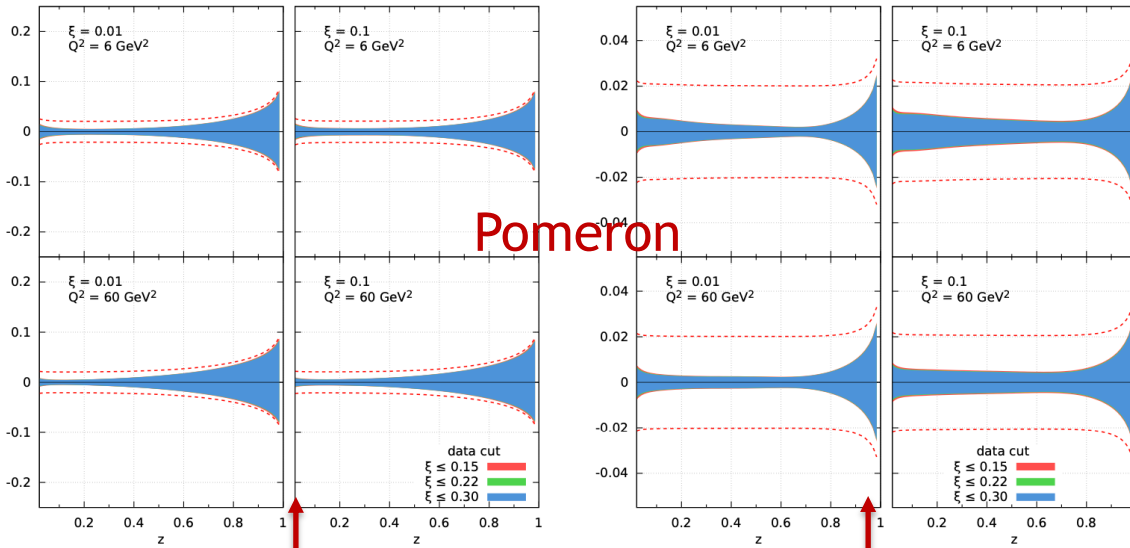 0.2
0.1
0
-0.1
-0.2
ξ = 0.01
Q² = 6 GeV²
ξ = 0.1
Q² = 6 GeV²
0.04
0.02
0
-0.02
-0.04
ξ = 0.01
Q² = 6 GeV²
ξ = 0.1
Q² = 6 GeV²
Pomeron
0.2
0.1
0
-0.1
-0.2
ξ = 0.01
Q² = 60 GeV²
ξ = 0.1
Q² = 60 GeV²
data cut
ξ ≤ 0.15
ξ ≤ 0.22
ξ ≤ 0.30
0.2 0.4 0.6 0.8
z
0.2 0.4 0.6 0.8 1
z
0.04
0.02
0
-0.02
-0.04
ξ = 0.01
Q² = 60 GeV²
ξ = 0.1
Q² = 60 GeV²
data cut
ξ ≤ 0.15
ξ ≤ 0.22
ξ ≤ 0.30
0.2 0.4 0.6 0.8 1
z
0.2 0.4 0.6 0.8
z